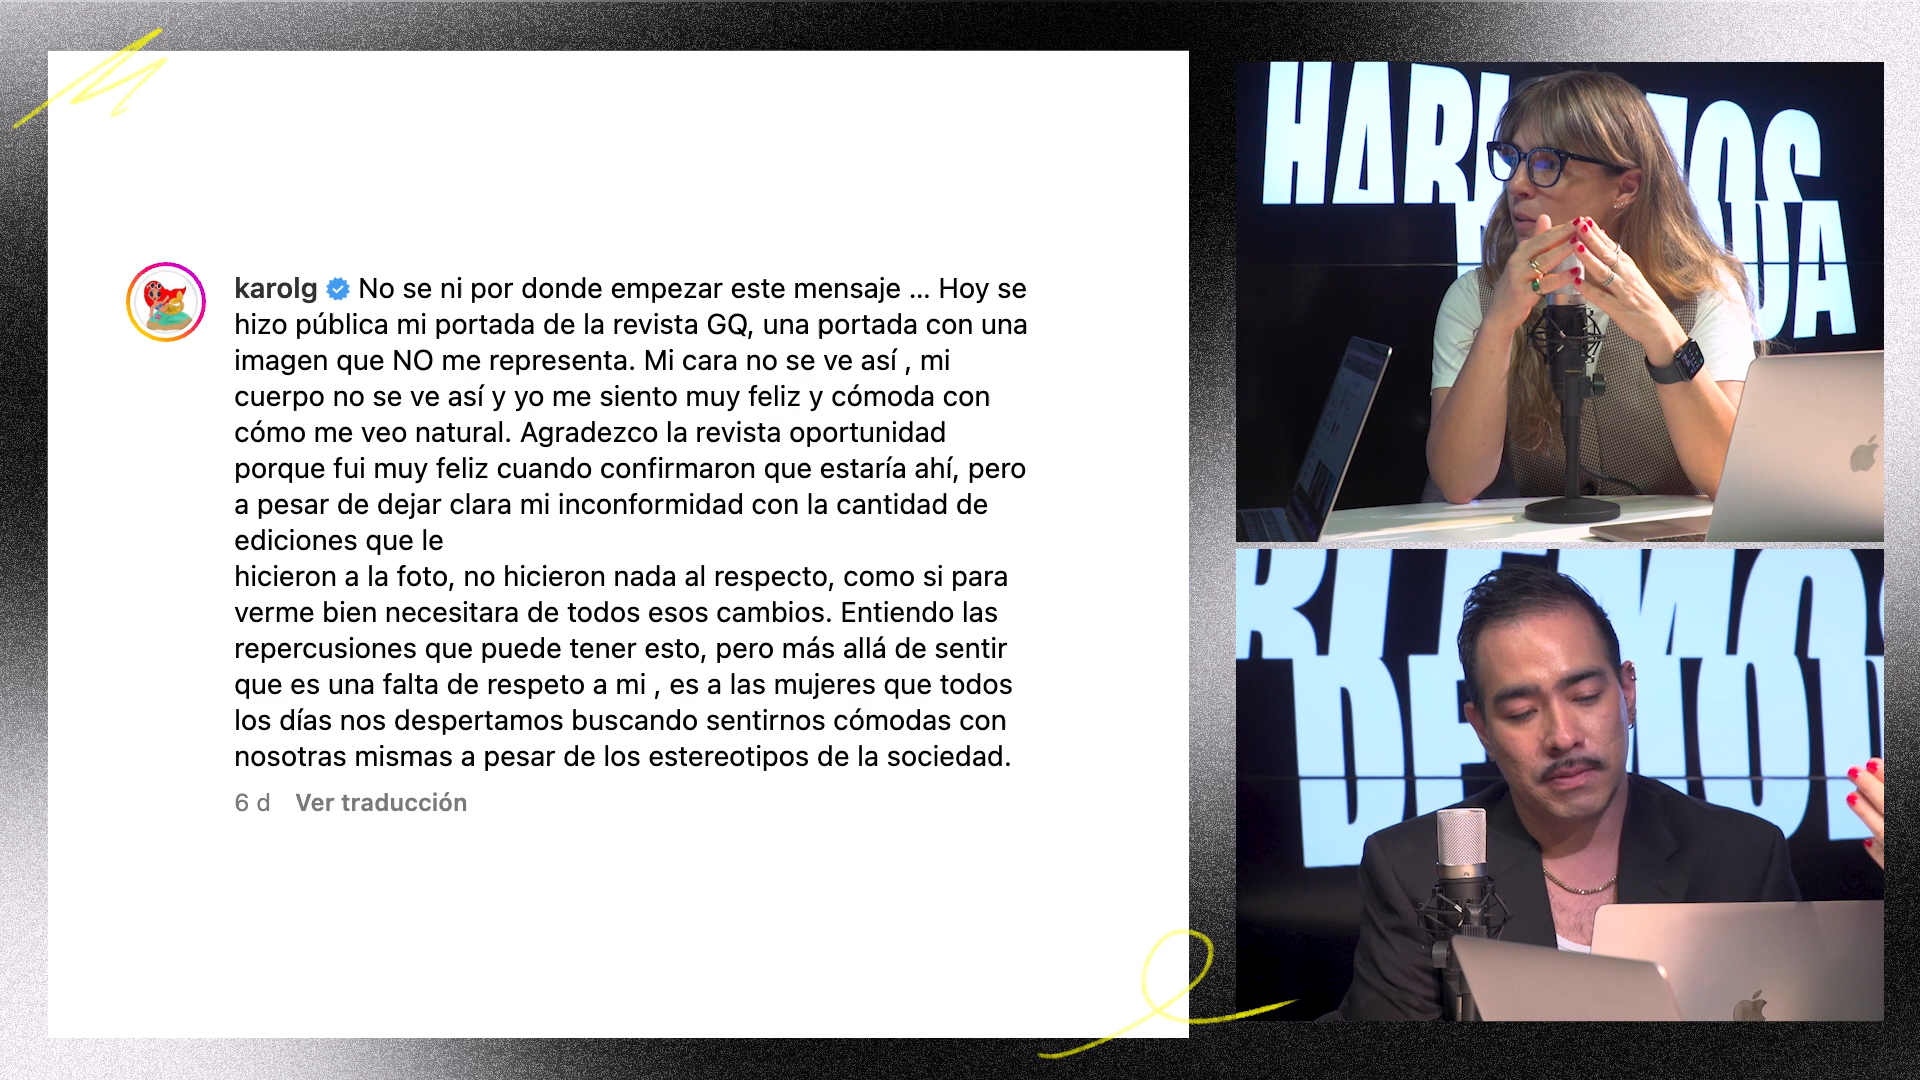 karolg No se ni por donde empezar este mensaje ... Hoy se
hizo pública mi portada de la revista GQ, una portada con una
imagen que NO me representa. Mi cara no se ve así , mi
cuerpo no se ve así y yo me siento muy feliz y cómoda con
cómo me veo natural. Agradezco la revista oportunidad
porque fui muy feliz cuando confirmaron que estaría ahí, pero
a pesar de dejar clara mi inconformidad con la cantidad de
ediciones que le
hicieron a la foto, no hicieron nada al respecto, como si para
verme bien necesitara de todos esos cambios. Entiendo las
repercusiones que puede tener esto, pero más allá de sentir
que es una falta de respeto a mi , es a las mujeres que todos
los días nos despertamos buscando sentirnos cómodas con
nosotras mismas a pesar de los estereotipos de la sociedad.
6 d Ver traducción